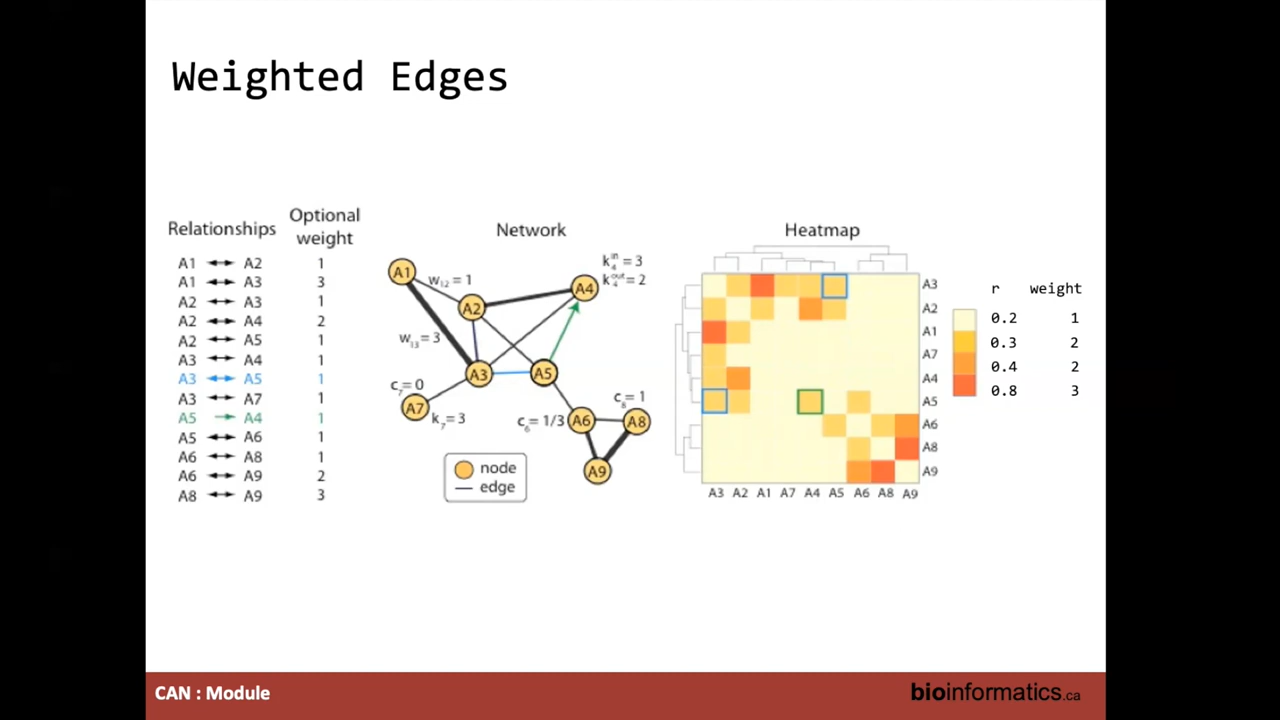 Weighted Edges
Relationships
Optional
weight
A1 ↔ A2 1
A1 ↔ A3 3
A2 ↔ A3 1
A2 ↔ A4 2
A2 ↔ A5 1
A3 ↔ A4 1
A3 ↔ A5 1
A3 ↔ A7 1
A5 → A4 1
A5 ↔ A6 1
A6 ↔ A8 1
A6 ↔ A9 2
A8 ↔ A9 3
Network
A1
w₁₂ = 1
A2
k₄ⁱⁿ = 3
k₄ᵒᵘᵗ = 2
A4
w₁₃ = 3
A3
A5
c₇ = 0
A7
k₇ = 3
c₆ = 1/3
A6
c₈ = 1
A8
A9
node
edge
Heatmap
A3
A2
A1
A7
A4
A5
A6
A8
A9
A3 A2 A1 A7 A4 A5 A6 A8 A9
r weight
0.2 1
0.3 2
0.4 2
0.8 3
CAN : Module
bioinformatics.ca